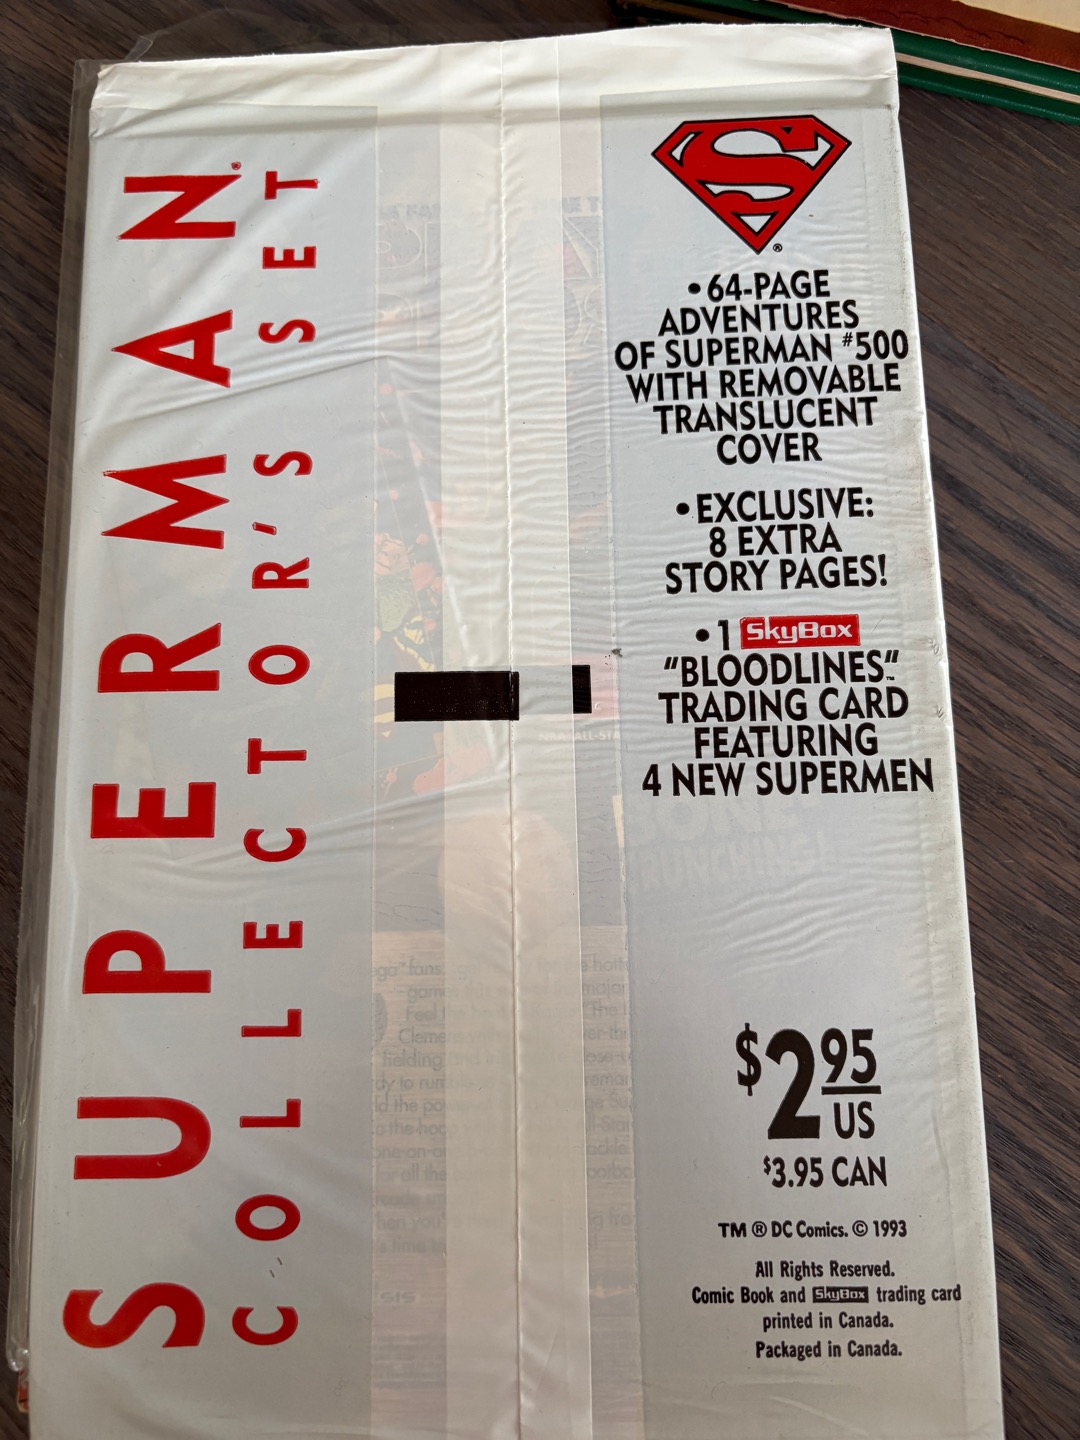 SUPERMAN®
COLLECTOR'S SET
S
®
• 64-PAGE
ADVENTURES
OF SUPERMAN #500
WITH REMOVABLE
TRANSLUCENT
COVER
• EXCLUSIVE:
8 EXTRA
STORY PAGES!
• 1 SkyBox
"BLOODLINES"™
TRADING CARD
FEATURING
4 NEW SUPERMEN
$2.95
US
$3.95 CAN
TM ® DC Comics. © 1993
All Rights Reserved.
Comic Book and SkyBox trading card
printed in Canada.
Packaged in Canada.